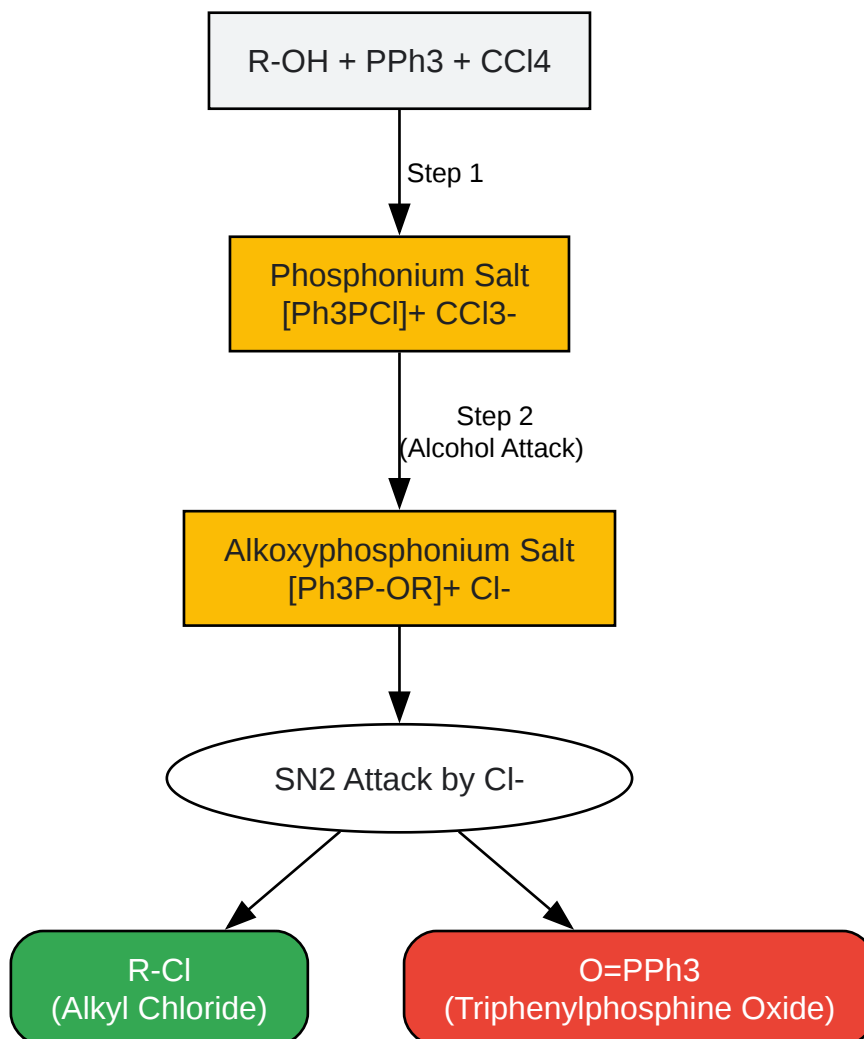 R-OH + PPh3 + CCl4
Step 1
Phosphonium Salt
[Ph3PCl]+ CCl3-
Step 2
(Alcohol Attack)
Alkoxyphosphonium Salt
[Ph3P-OR]+ Cl-
SN2 Attack by Cl-
R-Cl
(Alkyl Chloride)
O=PPh3
(Triphenylphosphine Oxide)